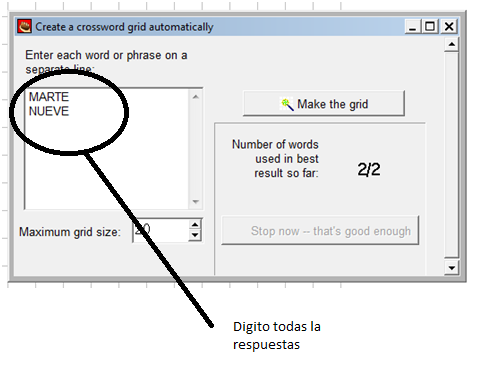 Create a crossword grid automatically
Enter each word or phrase on a
separate line:
MARTE
NUEVE
Make the grid
Number of words
used in best
result so far:
2/2
Maximum grid size:
20
Stop now -- that's good enough
Digito todas la
respuestas